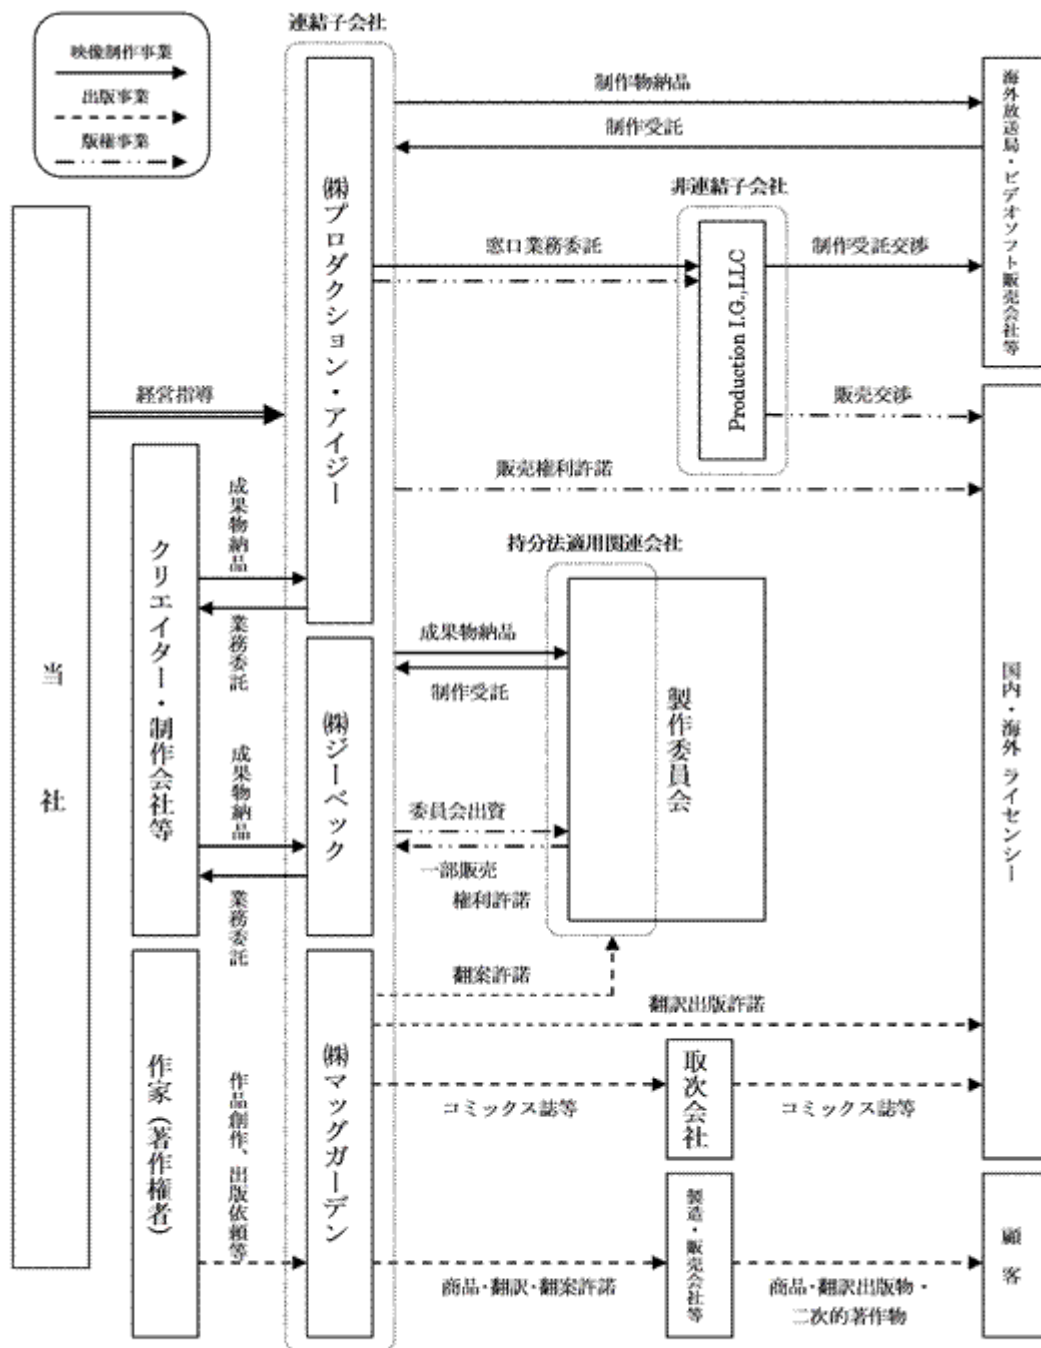 連結子会社
映像制作事業
出版事業
版権事業
制作物納品
制作受託
海外放送局・ビデオソフト販売会社等
㈱プロダクション・アイジー
非連結子会社
窓口業務委託
Production I.G.,LLC
制作受託交渉
経営指導
販売交渉
販売権利許諾
当社
クリエイター・制作会社等
成果物納品
業務委託
持分法適用関連会社
成果物納品
制作受託
製作委員会
国内・海外 ライセンシー
㈱ジーベック
成果物納品
業務委託
委員会出資
一部販売
権利許諾
翻案許諾
翻訳出版許諾
作家(著作権者)
作品創作、出版依頼等
㈱マッグガーデン
コミックス誌等
取次会社
コミックス誌等
商品・翻訳・翻案許諾
製造・販売会社等
商品・翻訳出版物・
二次的著作物
顧客